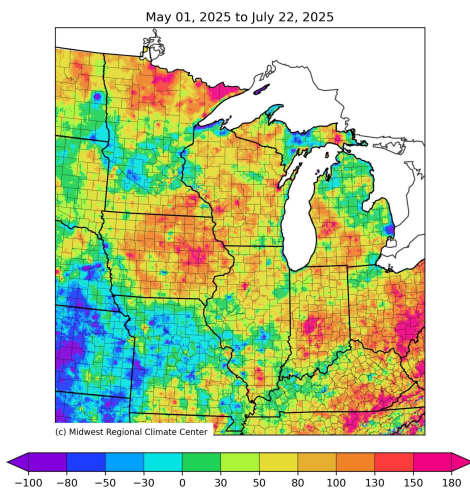 May 01, 2025 to July 22, 2025
(c) Midwest Regional Climate Center
−100 −80 −50 −30 0 30 50 80 100 130 150 180